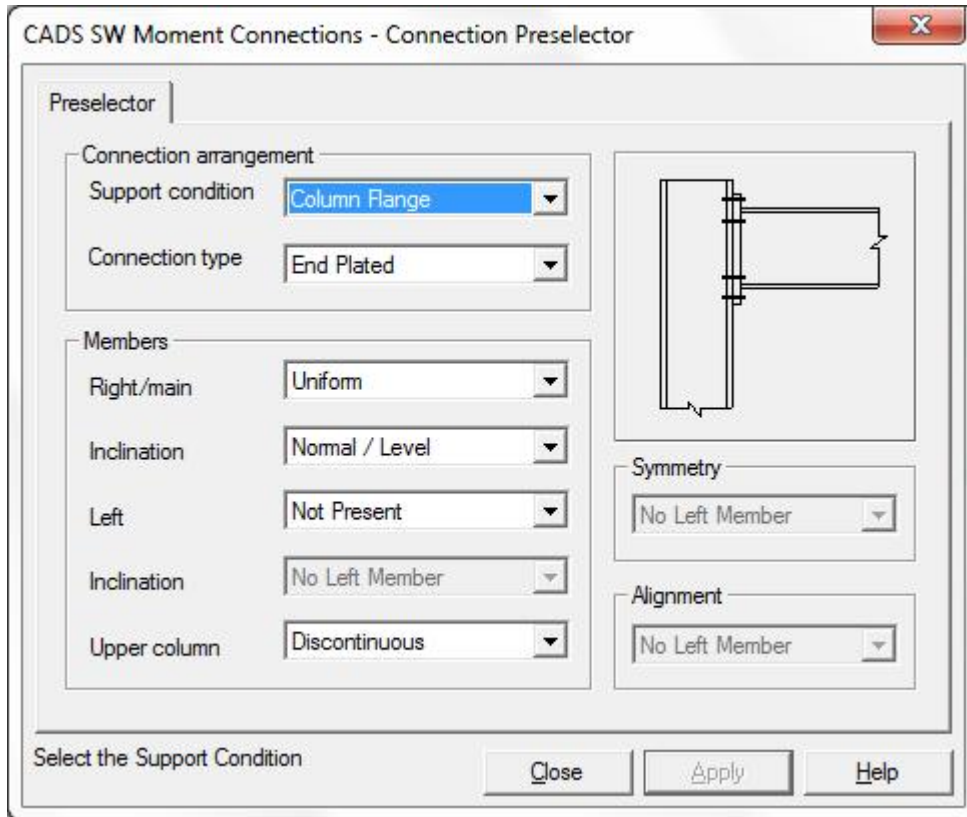 CADS SW Moment Connections - Connection Preselector
Preselector
Connection arrangement
Support condition Column Flange
Connection type End Plated
Members
Right/main Uniform
Inclination Normal / Level
Left Not Present
Inclination No Left Member
Upper column Discontinuous
Symmetry
No Left Member
Alignment
No Left Member
Select the Support Condition
Close Apply Help